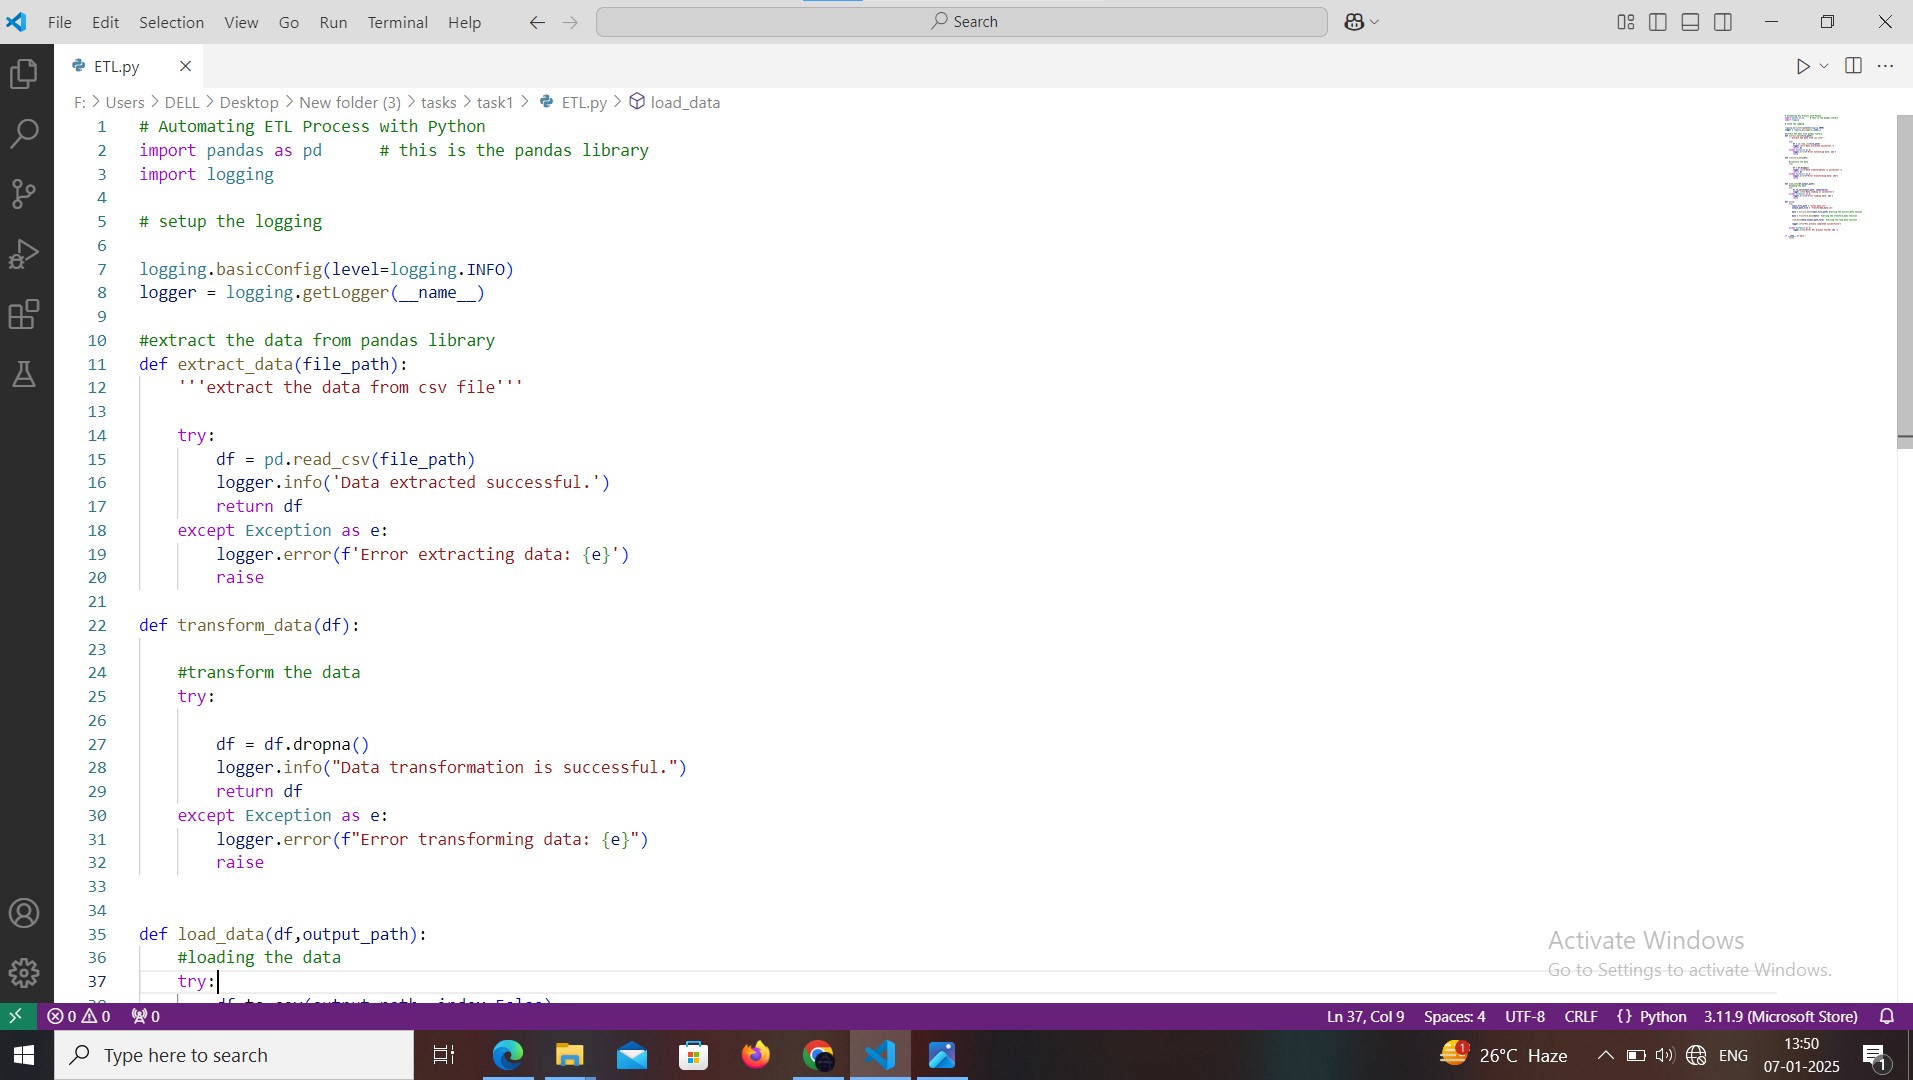 File Edit Selection View Go Run Terminal Help
Search
ETL.py
F: > Users > DELL > Desktop > New folder (3) > tasks > task1 > ETL.py > load_data
1 # Automating ETL Process with Python
2 import pandas as pd      # this is the pandas library
3 import logging
4
5 # setup the logging
6
7 logging.basicConfig(level=logging.INFO)
8 logger = logging.getLogger(__name__)
9
10 #extract the data from pandas library
11 def extract_data(file_path):
12     '''extract the data from csv file'''
13
14     try:
15         df = pd.read_csv(file_path)
16         logger.info('Data extracted successful.')
17         return df
18     except Exception as e:
19         logger.error(f'Error extracting data: {e}')
20         raise
21
22 def transform_data(df):
23
24     #transform the data
25     try:
26
27         df = df.dropna()
28         logger.info("Data transformation is successful.")
29         return df
30     except Exception as e:
31         logger.error(f"Error transforming data: {e}")
32         raise
33
34
35 def load_data(df,output_path):
36     #loading the data
37     try:
38         df.to_csv(output_path, index=False)
Activate Windows
Go to Settings to activate Windows.
0 0 0 Ln 37, Col 9 Spaces: 4 UTF-8 CRLF {} Python 3.11.9 (Microsoft Store)
Type here to search
1 26°C Haze ENG 13:50
07-01-2025
1